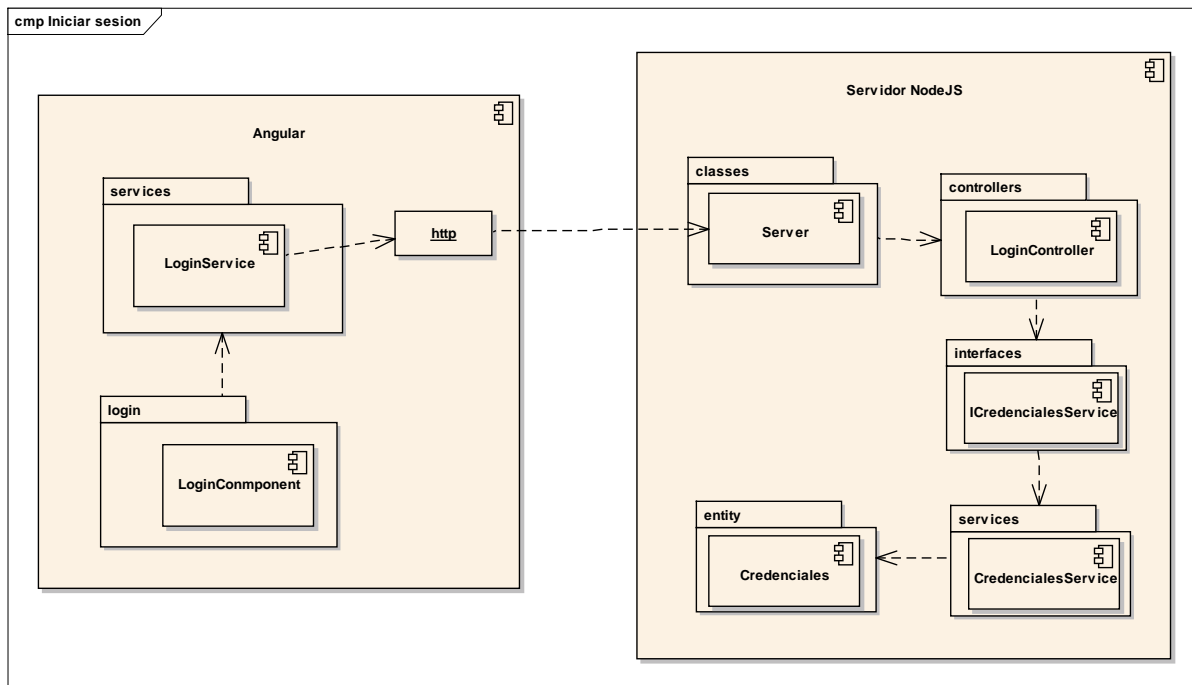 cmp Iniciar sesion
Angular
services
LoginService
http
login
LoginConmponent
Servidor NodeJS
classes
Server
controllers
LoginController
interfaces
ICredencialesService
services
CredencialesService
entity
Credenciales